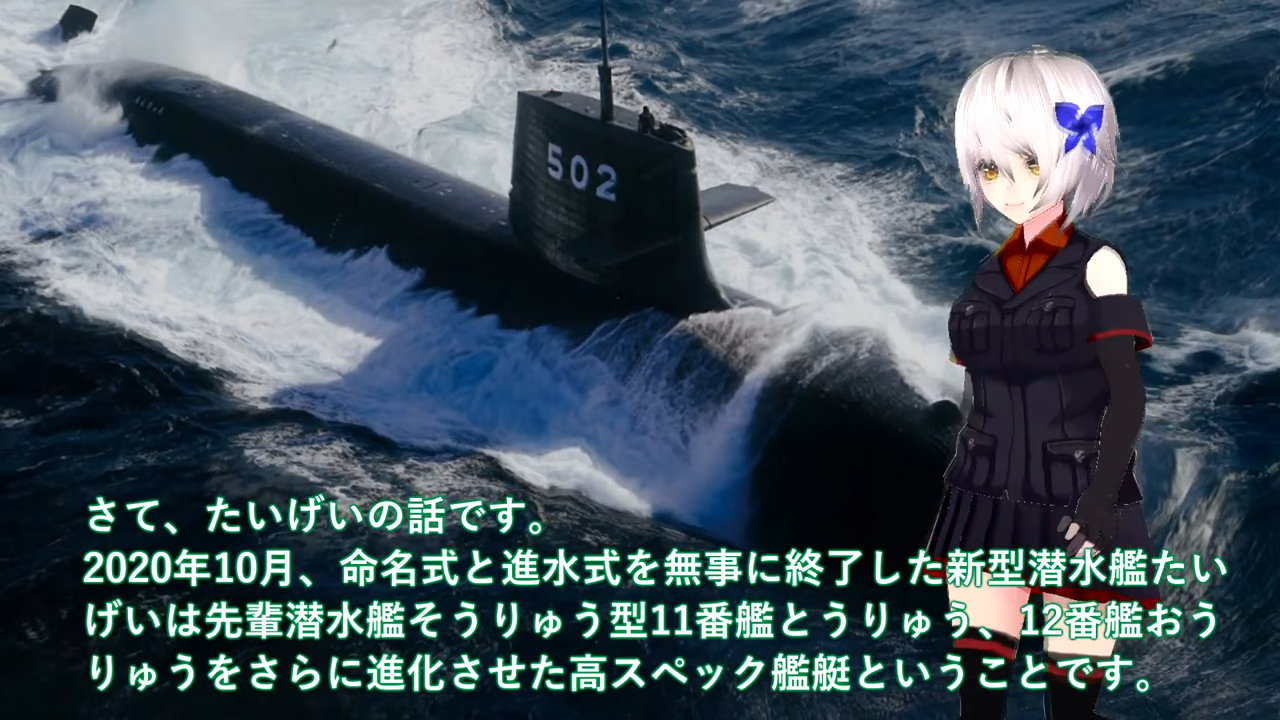 502
さて、たいげいの話です。
2020年10月、命名式と進水式を無事に終了した新型潜水艦たい
げいは先輩潜水艦そうりゅう型11番艦とうりゅう、12番艦おう
りゅうをさらに進化させた高スペック艦艇ということです。